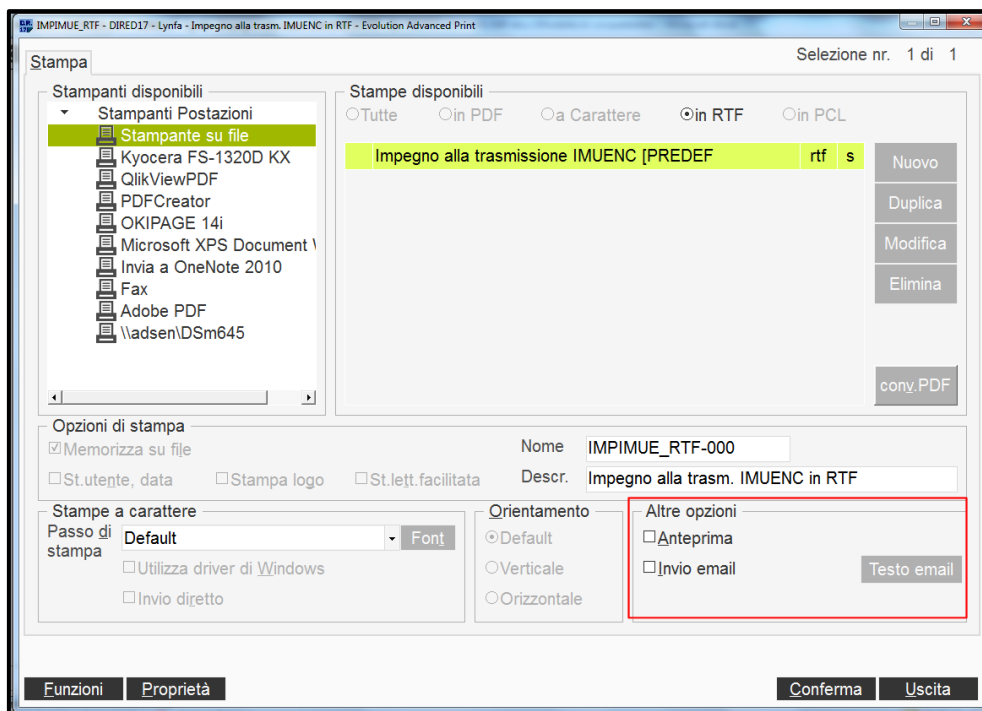 IMPIMUE_RTF - DIRED17 - Lynfa - Impegno alla trasm. IMUENC in RTF - Evolution Advanced Print
Selezione nr. 1 di 1
Stampa
Stampanti disponibili
Stampanti Postazioni
Stampante su file
Kyocera FS-1320D KX
QlikViewPDF
PDFCreator
OKIPAGE 14i
Microsoft XPS Document
Invia a OneNote 2010
Fax
Adobe PDF
\\adsen\DSm645
Stampe disponibili
Tutte in PDF a Carattere in RTF in PCL
Impegno alla trasmissione IMUENC [PREDEF rtf s
Nuovo
Duplica
Modifica
Elimina
conv.PDF
Opzioni di stampa
Memorizza su file
Nome IMPIMUE_RTF-000
St.utente, data Stampa logo St.lett.facilitata
Descr. Impegno alla trasm. IMUENC in RTF
Stampe a carattere
Passo di stampa Default Font
Utilizza driver di Windows
Invio diretto
Orientamento
Default
Verticale
Orizzontale
Altre opzioni
Anteprima
Invio email Testo email
Funzioni Proprietà Conferma Uscita